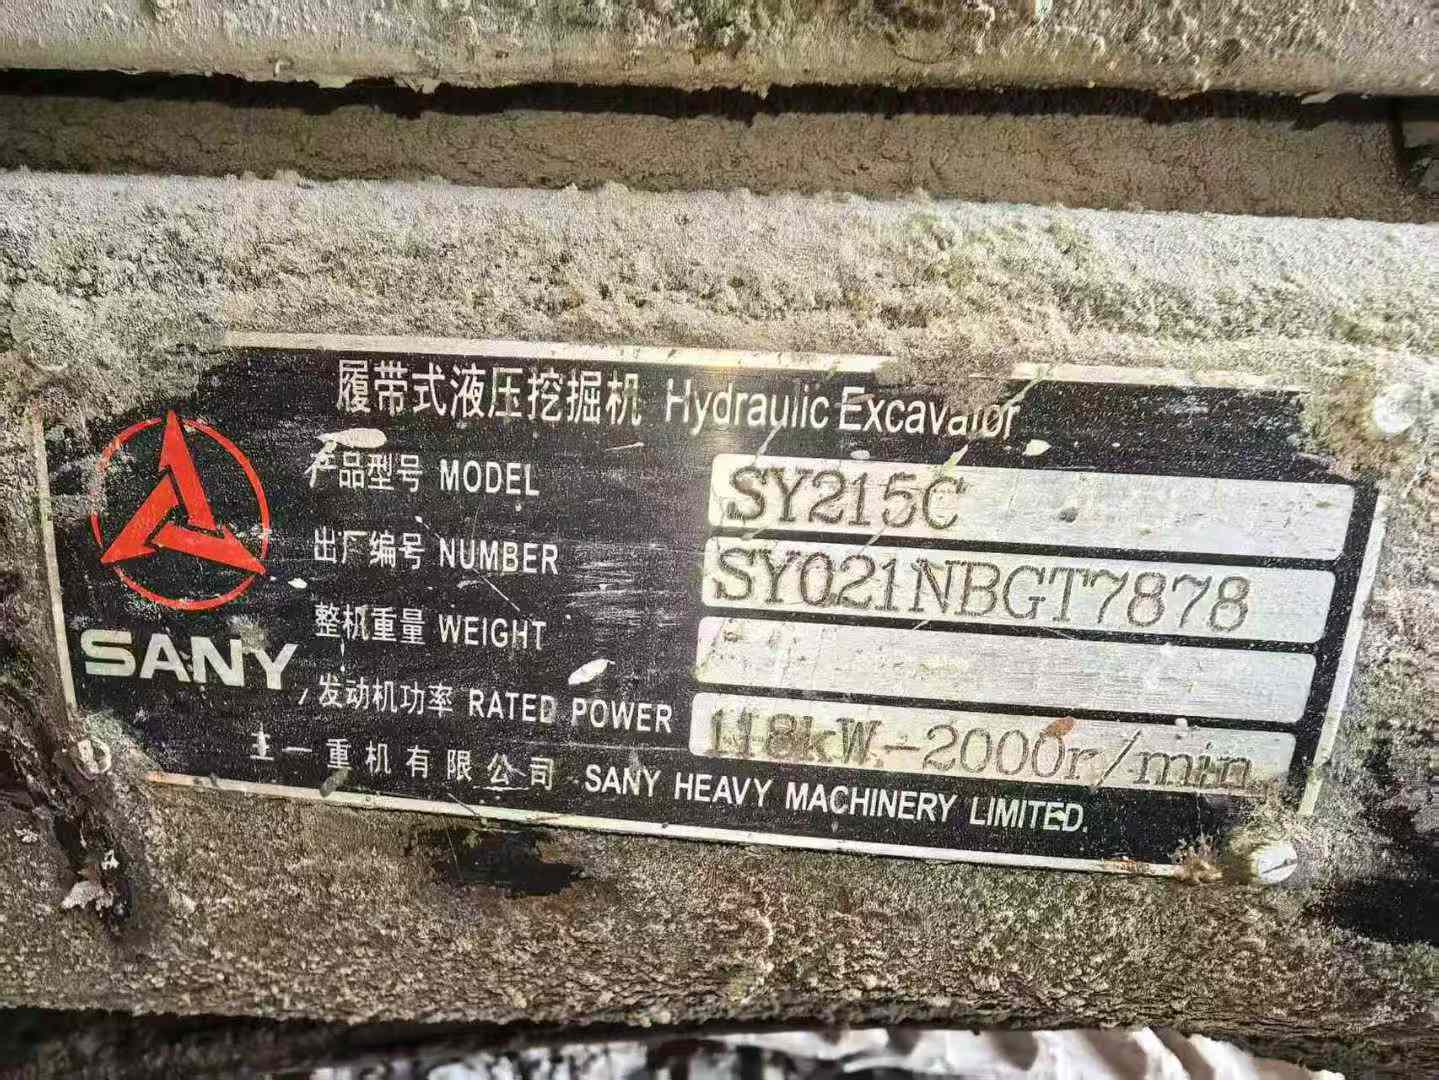 履带式液压挖掘机 Hydraulic Excavator
产品型号 MODEL SY215C
出厂编号 NUMBER SY021NBGT7878
整机重量 WEIGHT
发动机功率 RATED POWER 118kW-2000r/min
SANY
一重机有限公司 SANY HEAVY MACHINERY LIMITED.